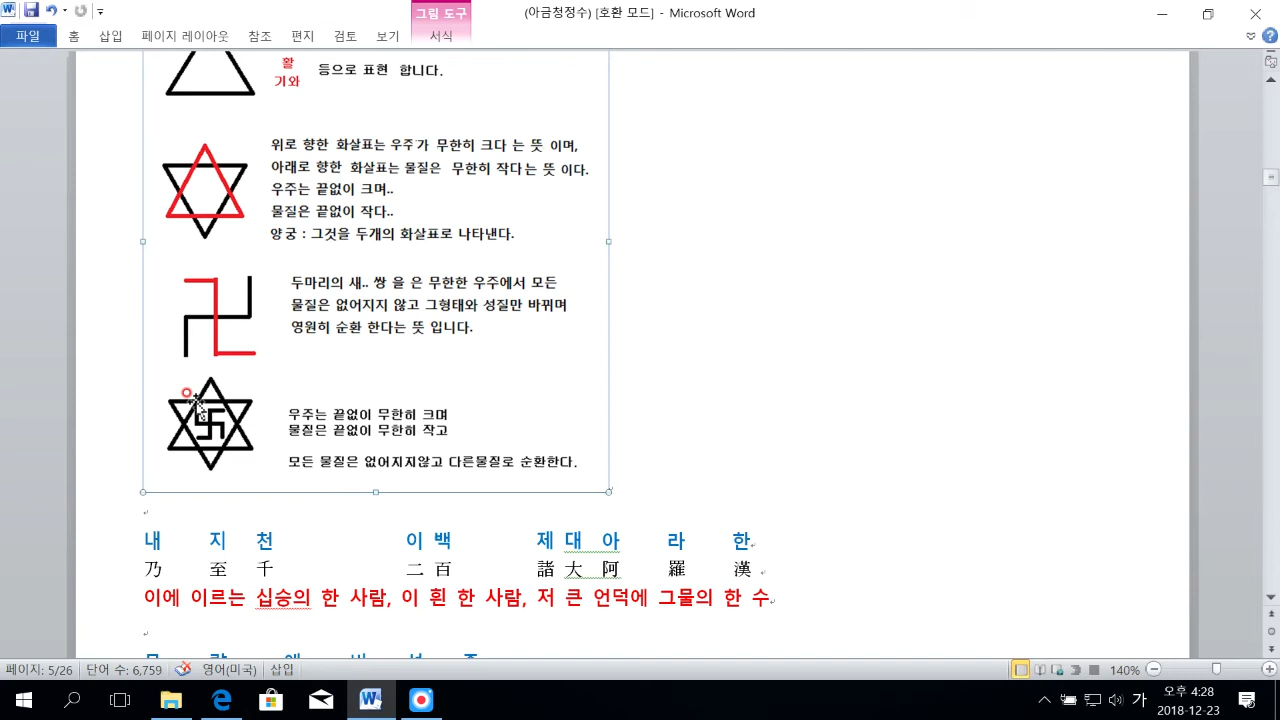 그림 도구
(아금청정수) [호환 모드] - Microsoft Word
파일 홈 삽입 페이지 레이아웃 참조 편지 검토 보기 서식
활
기와
등으로 표현 합니다.
위로 향한 화살표는 우주가 무한히 크다 는 뜻 이며,
아래로 향한 화살표는 물질은 무한히 작다는 뜻 이다.
우주는 끝없이 크며..
물질은 끝없이 작다..
양궁 : 그것을 두개의 화살표로 나타낸다.
두마리의 새.. 쌍 을 은 무한한 우주에서 모든
물질은 없어지지 않고 그형태와 성질만 바뀌며
영원히 순환 한다는 뜻 입니다.
우주는 끝없이 무한히 크며
물질은 끝없이 무한히 작고
모든 물질은 없어지지않고 다른물질로 순환한다.
내 지 천 이 백 제 대 아 라 한
乃 至 千 二 百 諸 大 阿 羅 漢
이에 이르는 십승의 한 사람, 이 흰 한 사람, 저 큰 언덕에 그물의 한 수
페이지: 5/26 단어 수: 6,759 영어(미국) 삽입 140%
가 오후 4:28
2018-12-23